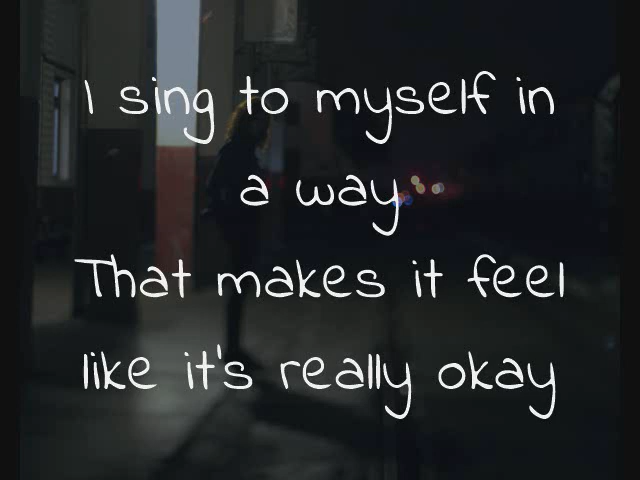 I sing to myself in
a way
That makes it feel
like it's really okay